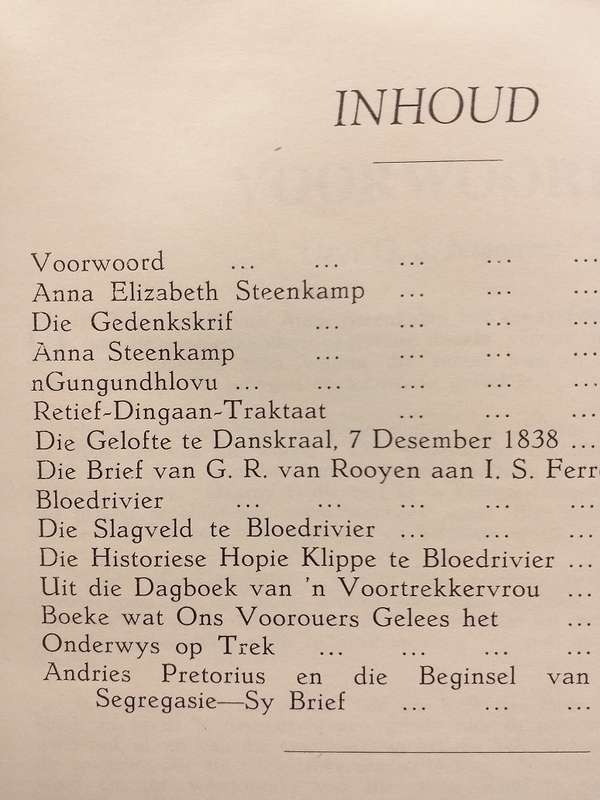 INHOUD
Voorwoord ... ... ... ... ...
Anna Elizabeth Steenkamp ... ... ...
Die Gedenkskrif ... ... ... ...
Anna Steenkamp ... ... ... ...
nGungundhlovu ... ... ... ... ...
Retief-Dingaan-Traktaat ... ... ...
Die Gelofte te Danskraal, 7 Desember 1838 ...
Die Brief van G. R. van Rooyen aan I. S.
Bloedrivier ... ... ... ... ...
Die Slagveld te Bloedrivier ... ... ...
Die Historiese Hopie Klippe te Bloedrivier ...
Uit die Dagboek van 'n Voortrekkervrou ...
Boeke wat Ons Voorouers Gelees het ...
Onderwys op Trek ... ... ... ...
Andries Pretorius en die Beginsel van
Segregasie—Sy Brief ... ... ...